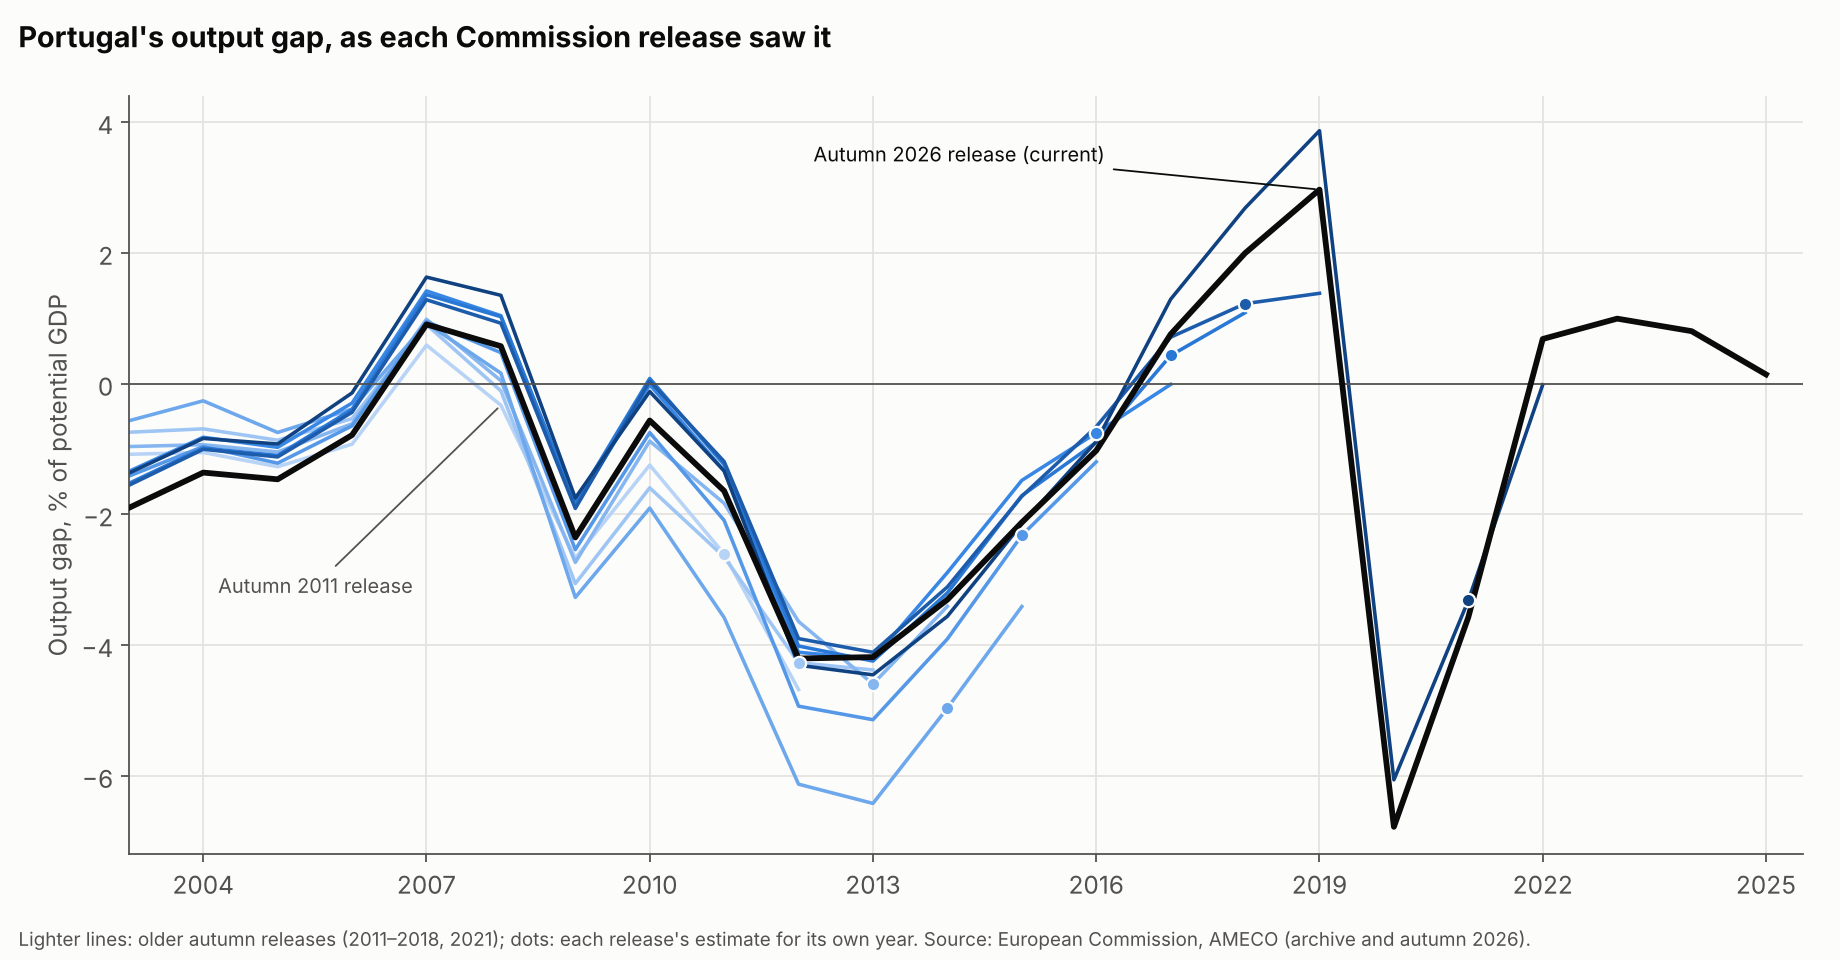 Portugal's output gap, as each Commission release saw it
Output gap, % of potential GDP
4
2
0
−2
−4
−6
Autumn 2026 release (current)
Autumn 2011 release
2004
2007
2010
2013
2016
2019
2022
2025
Lighter lines: older autumn releases (2011–2018, 2021); dots: each release's estimate for its own year. Source: European Commission, AMECO (archive and autumn 2026).